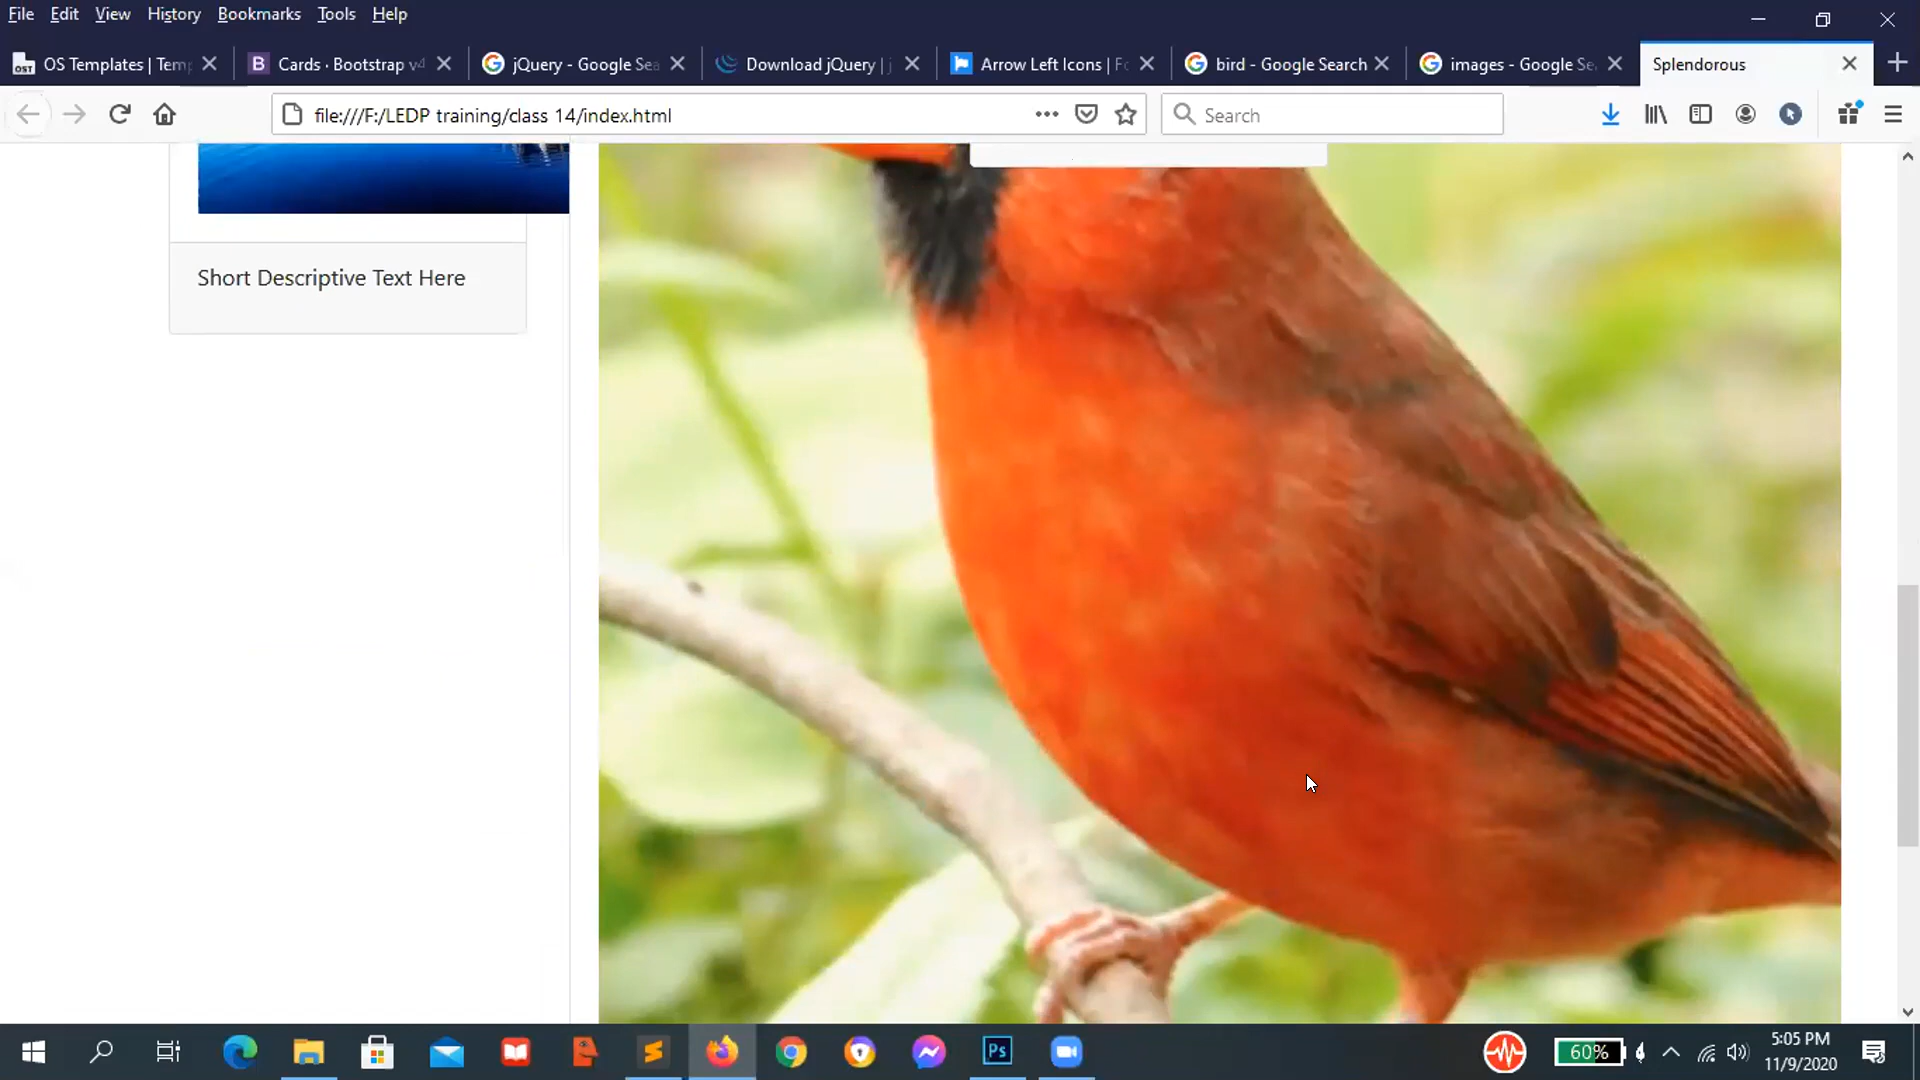 File Edit View History Bookmarks Tools Help
OS Templates | Temp
Cards · Bootstrap v4
jQuery - Google Sea
Download jQuery | j
Arrow Left Icons | Fo
bird - Google Search
images - Google Se
Splendorous
file:///F:/LEDP training/class 14/index.html
Search
Short Descriptive Text Here
60%
5:05 PM
11/9/2020